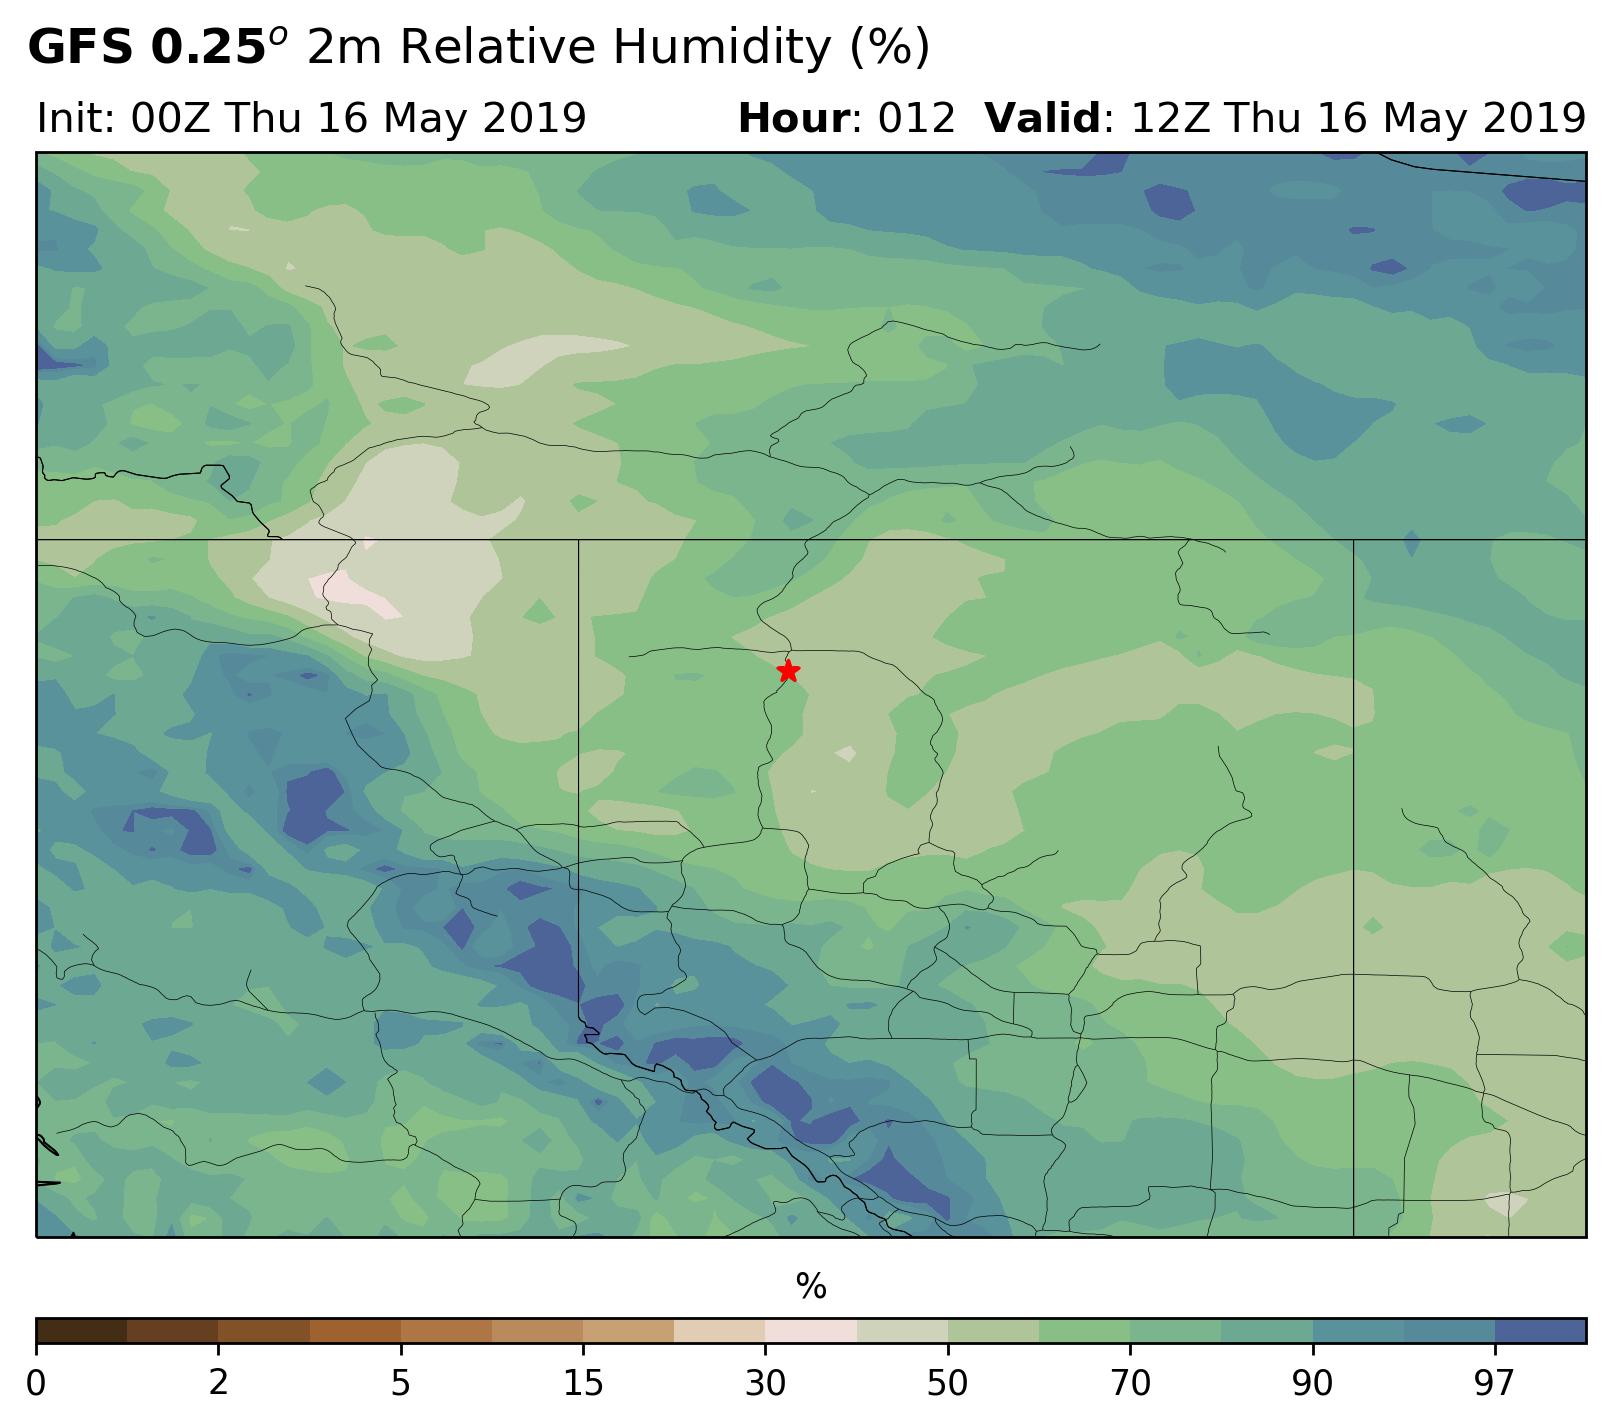 GFS 0.25° 2m Relative Humidity (%)
Init: 00Z Thu 16 May 2019 Hour: 012 Valid: 12Z Thu 16 May 2019
%
0 2 5 15 30 50 70 90 97